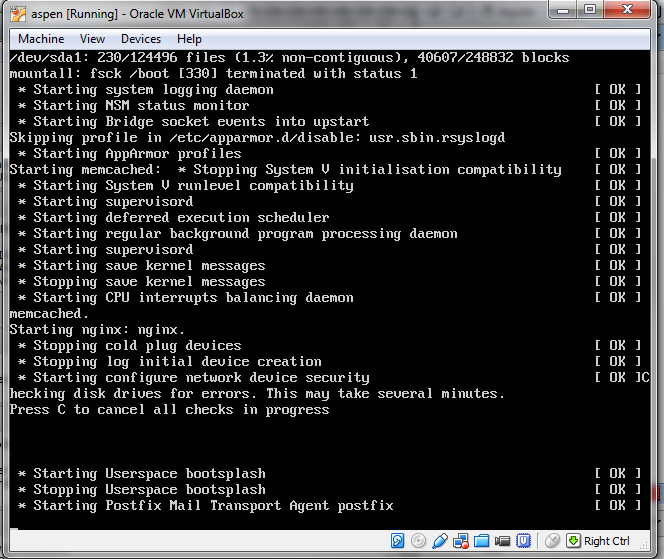 aspen [Running] - Oracle VM VirtualBox
Machine View Devices Help
/dev/sda1: 230/124496 files (1.3% non-contiguous), 40607/248832 blocks
mountall: fsck /boot [330] terminated with status 1
 * Starting system logging daemon [ OK ]
 * Starting NSM status monitor [ OK ]
 * Starting Bridge socket events into upstart [ OK ]
Skipping profile in /etc/apparmor.d/disable: usr.sbin.rsyslogd
 * Starting AppArmor profiles [ OK ]
Starting memcached:  * Stopping System V initialisation compatibility [ OK ]
 * Starting System V runlevel compatibility [ OK ]
 * Starting supervisord [ OK ]
 * Starting deferred execution scheduler [ OK ]
 * Starting regular background program processing daemon [ OK ]
 * Starting supervisord [ OK ]
 * Starting save kernel messages [ OK ]
 * Stopping save kernel messages [ OK ]
 * Starting CPU interrupts balancing daemon [ OK ]
memcached.
Starting nginx: nginx.
 * Stopping cold plug devices [ OK ]
 * Stopping log initial device creation [ OK ]
 * Starting configure network device security [ OK ]C
hecking disk drives for errors. This may take several minutes.
Press C to cancel all checks in progress
 * Starting Userspace bootsplash [ OK ]
 * Stopping Userspace bootsplash [ OK ]
 * Starting Postfix Mail Transport Agent postfix [ OK ]
Right Ctrl